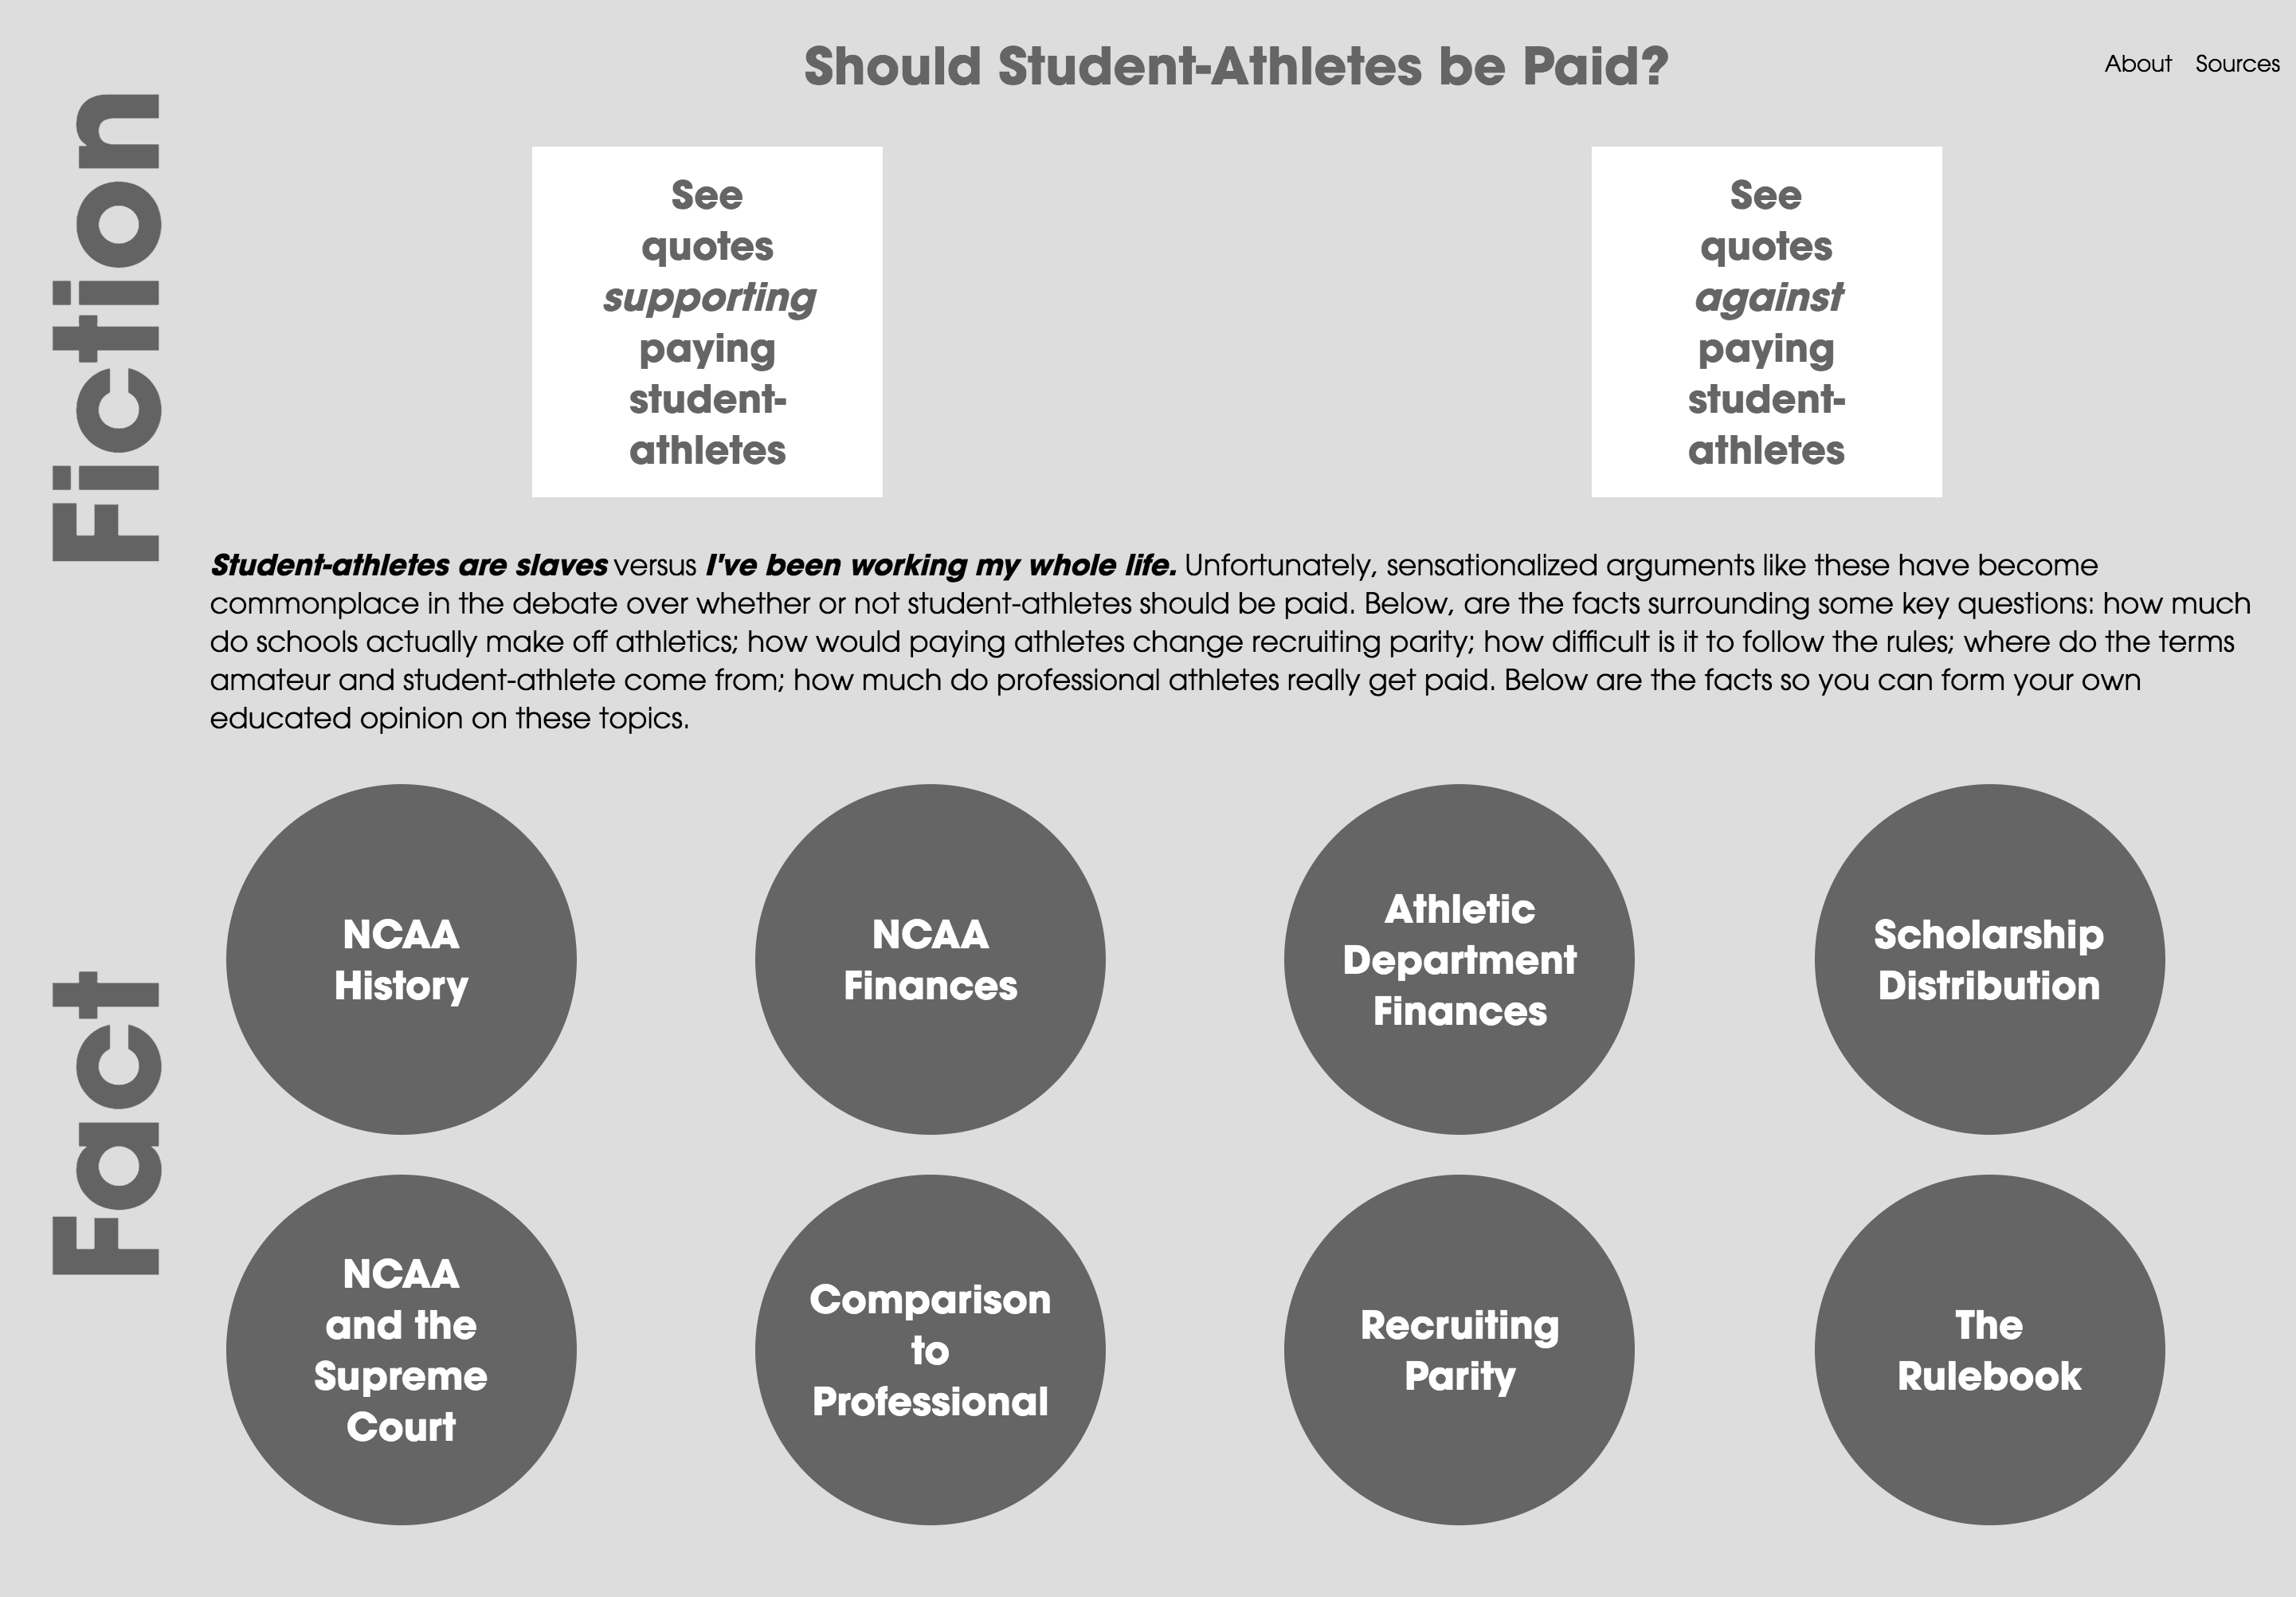 Should Student-Athletes be Paid?
About Sources
Fiction
See
quotes
supporting
paying
student-
athletes
See
quotes
against
paying
student-
athletes
Student-athletes are slaves versus I've been working my whole life. Unfortunately, sensationalized arguments like these have become
commonplace in the debate over whether or not student-athletes should be paid. Below, are the facts surrounding some key questions: how much
do schools actually make off athletics; how would paying athletes change recruiting parity; how difficult is it to follow the rules; where do the terms
amateur and student-athlete come from; how much do professional athletes really get paid. Below are the facts so you can form your own
educated opinion on these topics.
Fact
NCAA
History
NCAA
Finances
Athletic
Department
Finances
Scholarship
Distribution
NCAA
and the
Supreme
Court
Comparison
to
Professional
Recruiting
Parity
The
Rulebook